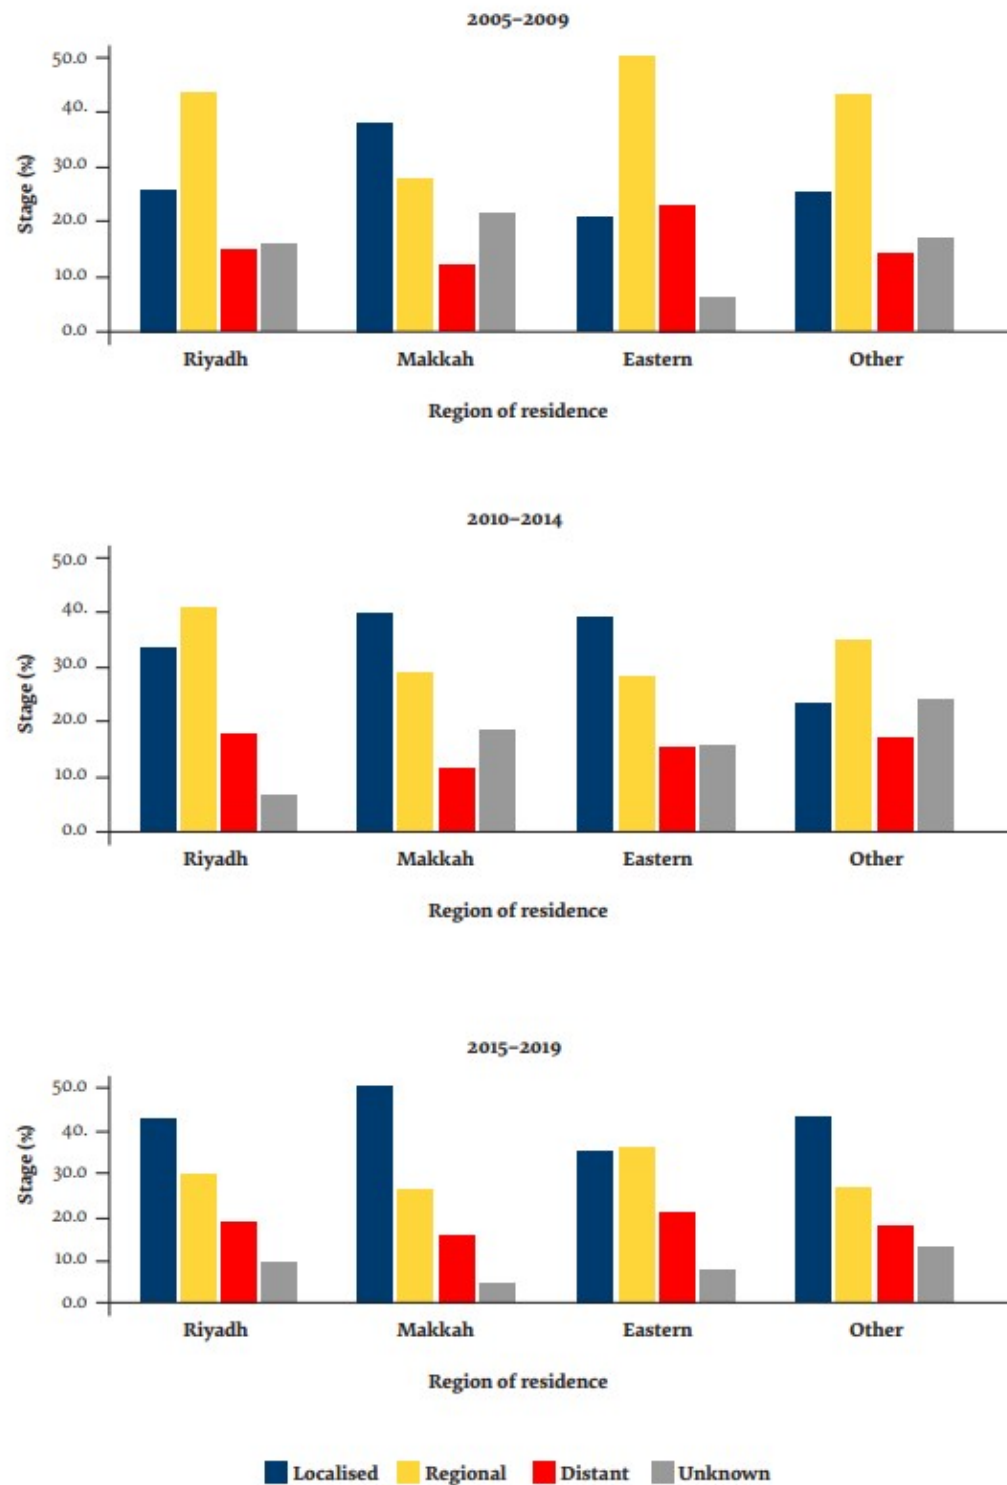 2005–2009
50.0
40.
30.0
20.0
10.0
0.0
Stage (%)
Riyadh Makkah Eastern Other
Region of residence
2010–2014
50.0
40.
30.0
20.0
10.0
0.0
Stage (%)
Riyadh Makkah Eastern Other
Region of residence
2015–2019
50.0
40.
30.0
20.0
10.0
0.0
Stage (%)
Riyadh Makkah Eastern Other
Region of residence
Localised Regional Distant Unknown